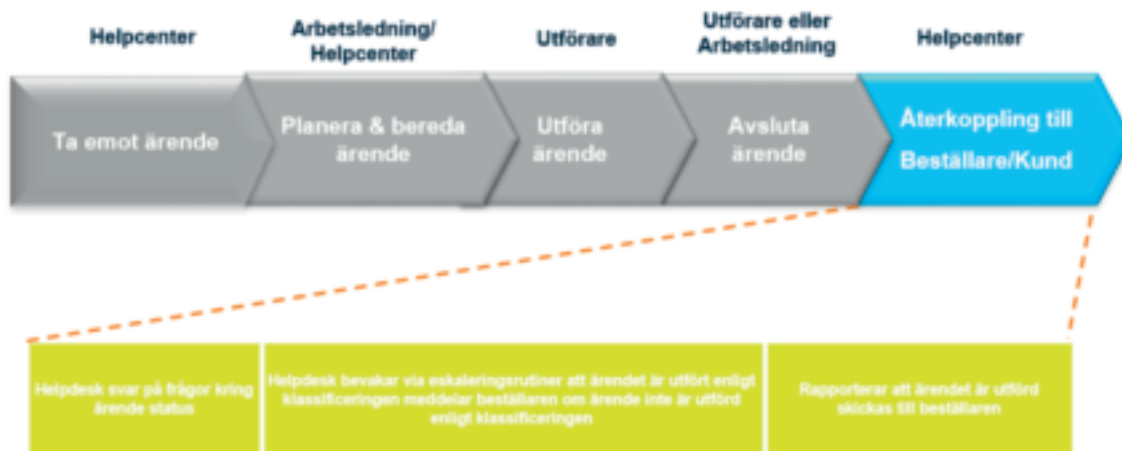 Helpcenter
Arbetsledning/
Helpcenter
Utförare
Utförare eller
Arbetsledning
Helpcenter
Ta emot ärende
Planera & bereda
ärende
Utföra
ärende
Avsluta
ärende
Återkoppling till
Beställare/Kund
Helpdesk svar på frågor kring
ärende status
Helpdesk bevakar via eskaleringsrutiner att ärendet är utfört enligt
klassificeringen meddelar beställaren om ärende inte är utförd
enligt klassificeringen
Rapporterar att ärendet är utförd
skickas till beställaren